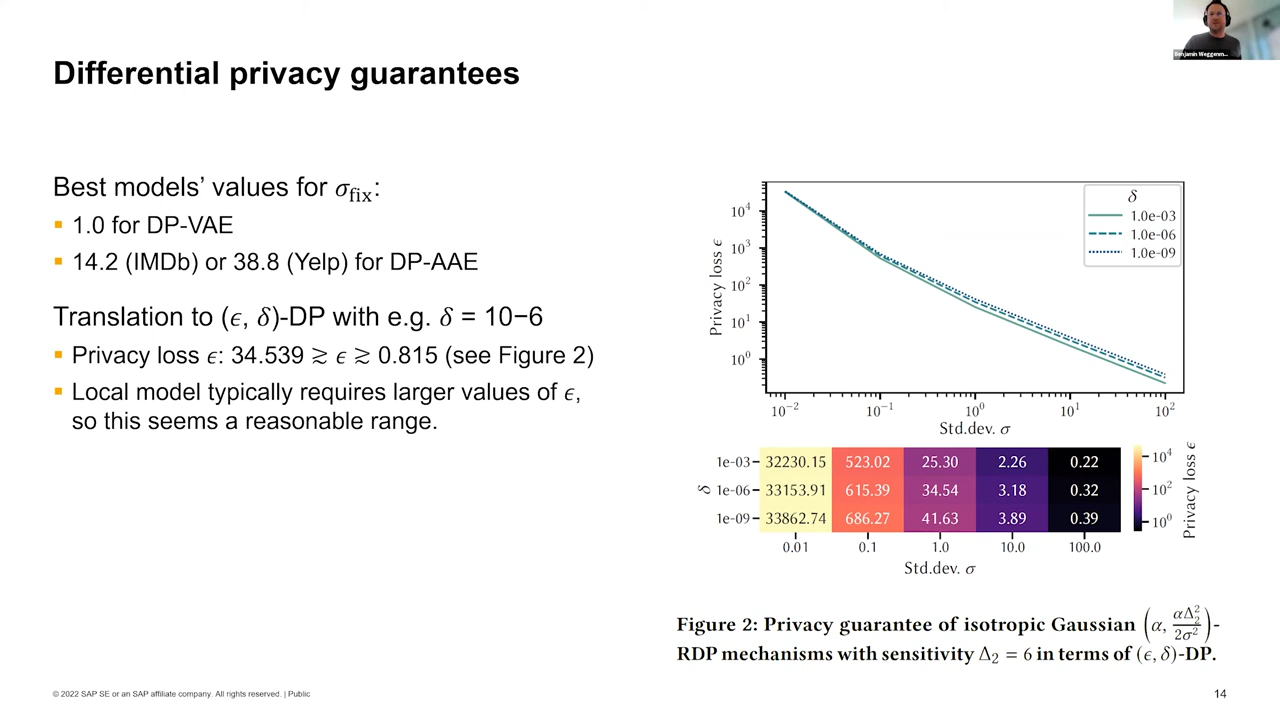 Benjamin Weggenm...
Differential privacy guarantees
Best models’ values for σfix:
▪ 1.0 for DP-VAE
▪ 14.2 (IMDb) or 38.8 (Yelp) for DP-AAE
Translation to (ϵ, δ)-DP with e.g. δ = 10−6
▪ Privacy loss ϵ: 34.539 ≳ ϵ ≳ 0.815 (see Figure 2)
▪ Local model typically requires larger values of ϵ,
so this seems a reasonable range.
Privacy loss ϵ
10⁴
10³
10²
10¹
10⁰
δ
1.0e-03
1.0e-06
1.0e-09
10⁻² 10⁻¹ 10⁰ 10¹ 10²
Std.dev. σ
δ
1e-03 32230.15 523.02 25.30 2.26 0.22
1e-06 33153.91 615.39 34.54 3.18 0.32
1e-09 33862.74 686.27 41.63 3.89 0.39
0.01 0.1 1.0 10.0 100.0
Std.dev. σ
10⁴
10²
10⁰
Privacy loss ϵ
Figure 2: Privacy guarantee of isotropic Gaussian (α, αΔ₂²/2σ²)-
RDP mechanisms with sensitivity Δ₂ = 6 in terms of (ϵ, δ)-DP.
© 2022 SAP SE or an SAP affiliate company. All rights reserved. | Public
14